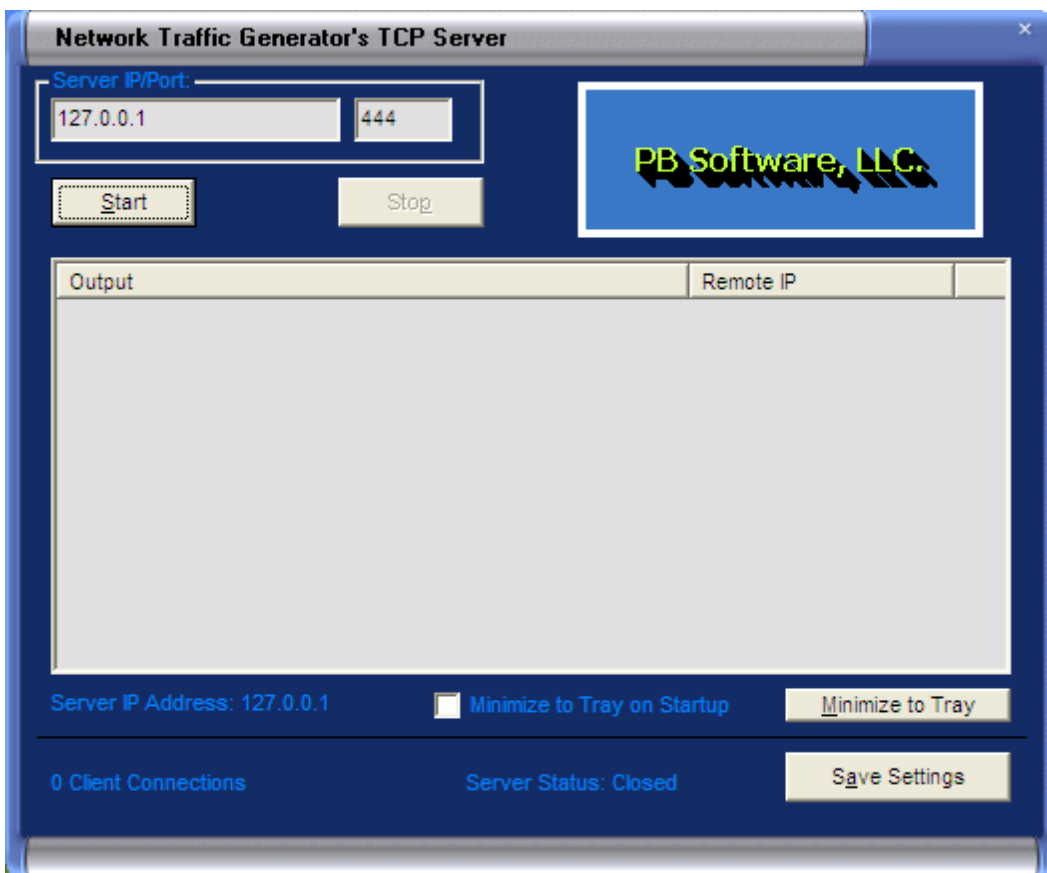 Network Traffic Generator's TCP Server
Server IP/Port:
127.0.0.1 444
PB Software, LLC.
Start Stop
Output Remote IP
Server IP Address: 127.0.0.1 Minimize to Tray on Startup Minimize to Tray
0 Client Connections Server Status: Closed Save Settings